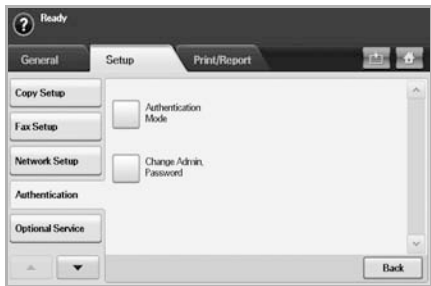 Ready
General
Setup
Print/Report
Copy Setup
Fax Setup
Network Setup
Authentication
Optional Service
Authentication
Mode
Change Admin,
Password
Back